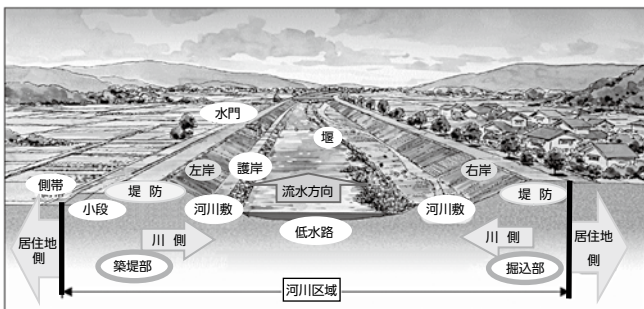 水門
堰
左岸
護岸
右岸
側帯
堤 防
流水方向
堤 防
小段
河川敷
河川敷
低水路
居住地
側
川 側
川 側
居住地
側
築堤部
掘込部
河川区域